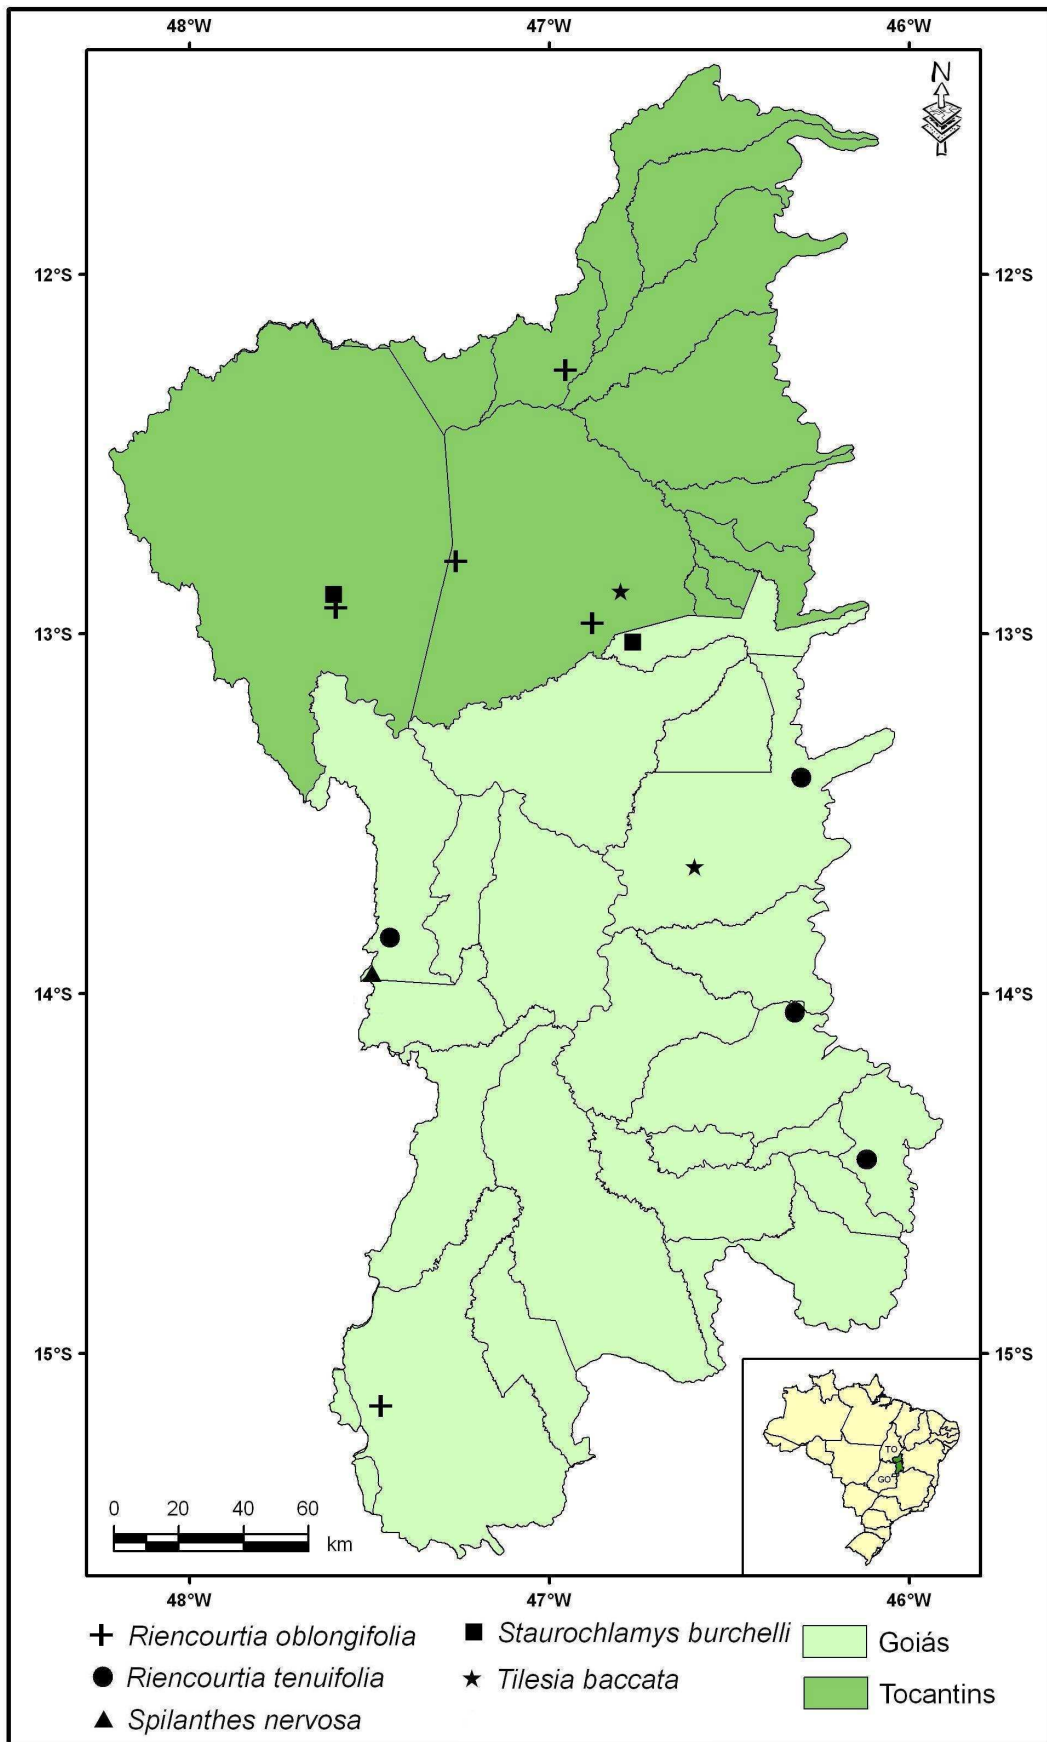 48°W 47°W 46°W
N
12°S 12°S
13°S 13°S
14°S 14°S
15°S 15°S
TO
GO
0 20 40 60
km
48°W 47°W 46°W
Riencourtia oblongifolia
Riencourtia tenuifolia
Spilanthes nervosa
Staurochlamys burchelli
Tilesia baccata
Goiás
Tocantins